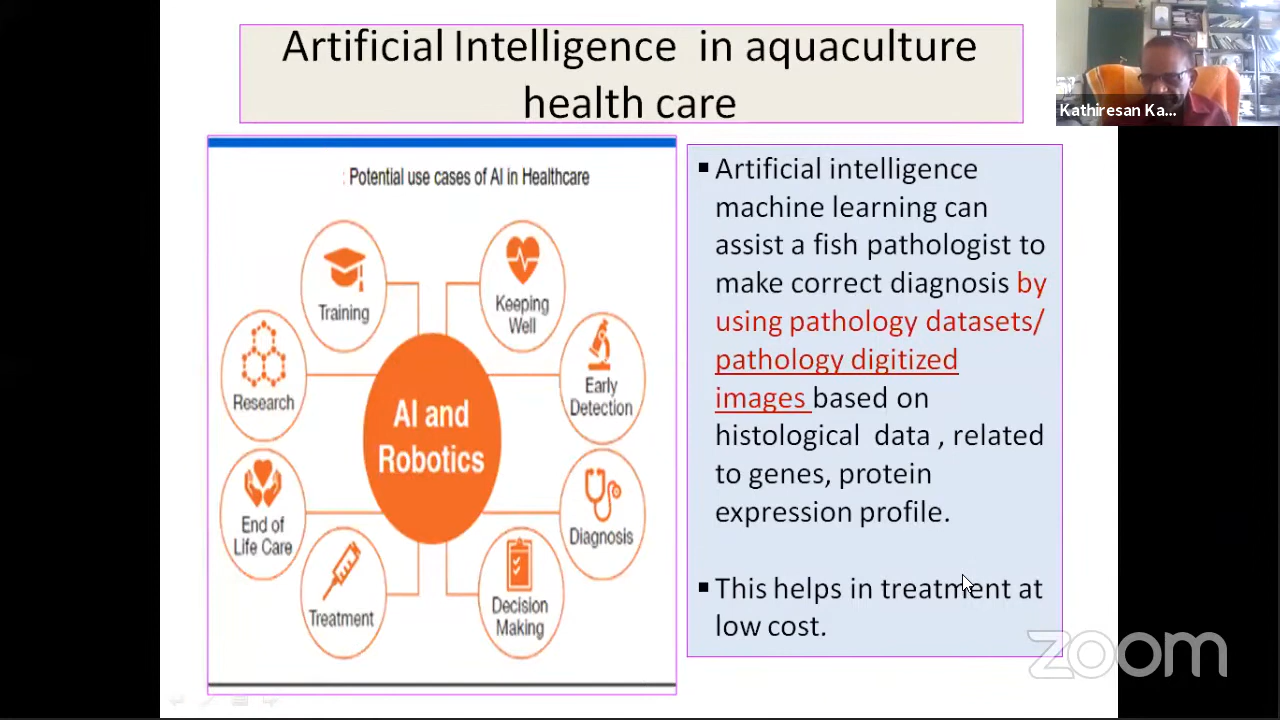 Artificial Intelligence in aquaculture
health care
Kathiresan Ka...
: Potential use cases of AI in Healthcare
Training
Keeping
Well
Research
Early
Detection
AI and
Robotics
End of
Life Care
Diagnosis
Treatment
Decision
Making
▪ Artificial intelligence
machine learning can
assist a fish pathologist to
make correct diagnosis by
using pathology datasets/
pathology digitized
images based on
histological data , related
to genes, protein
expression profile.
▪ This helps in treatment at
low cost.
zoom